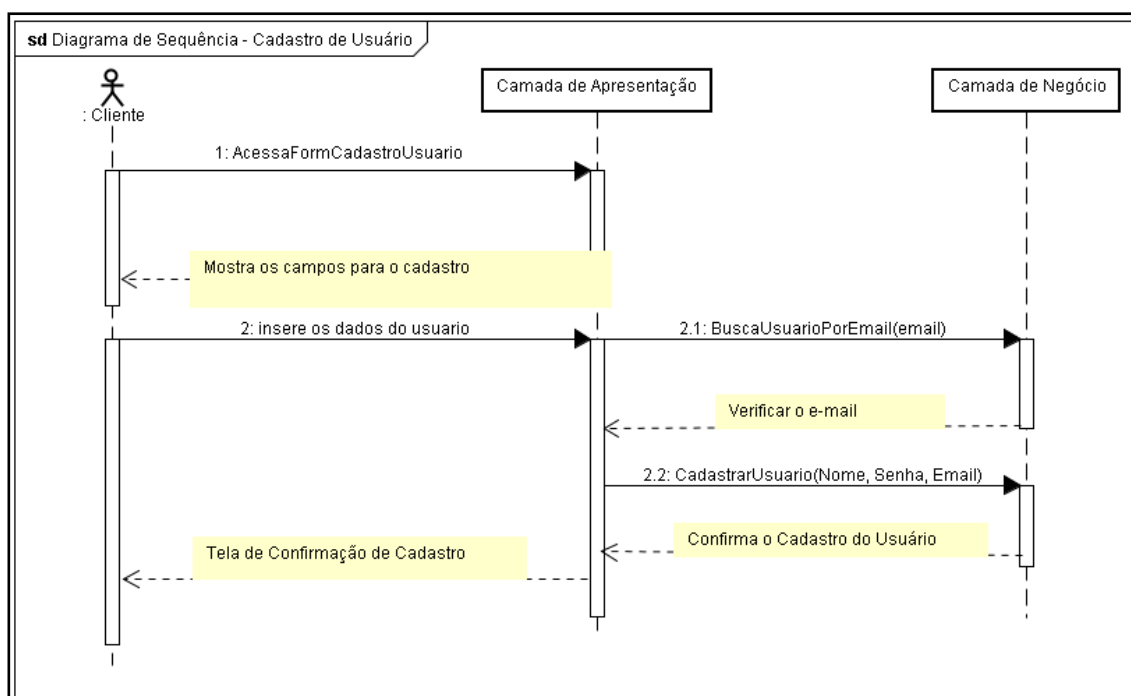 sd Diagrama de Sequência - Cadastro de Usuário
: Cliente
Camada de Apresentação
Camada de Negócio
1: AcessaFormCadastroUsuario
Mostra os campos para o cadastro
2: insere os dados do usuario
2.1: BuscaUsuarioPorEmail(email)
Verificar o e-mail
2.2: CadastrarUsuario(Nome, Senha, Email)
Confirma o Cadastro do Usuário
Tela de Confirmação de Cadastro